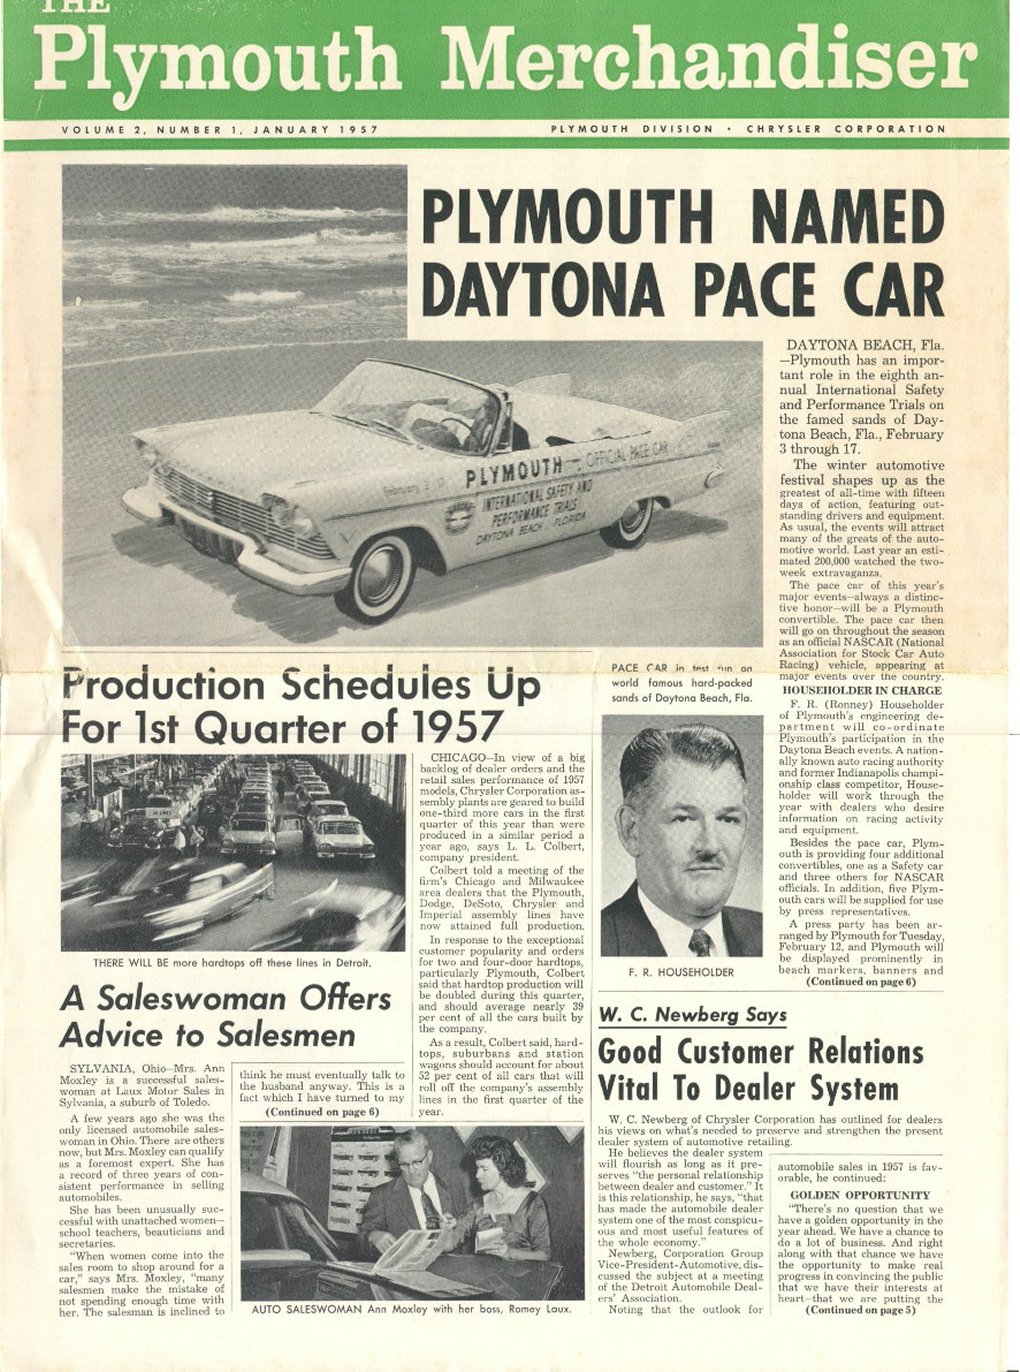 THE
Plymouth Merchandiser
VOLUME 2, NUMBER 1, JANUARY 1957
PLYMOUTH DIVISION • CHRYSLER CORPORATION
PLYMOUTH NAMED
DAYTONA PACE CAR
PLYMOUTH – OFFICIAL PACE CAR
INTERNATIONAL SAFETY AND
PERFORMANCE TRIALS
DAYTONA BEACH FLORIDA
DAYTONA BEACH, Fla.
—Plymouth has an impor-
tant role in the eighth an-
nual International Safety
and Performance Trials on
the famed sands of Day-
tona Beach, Fla., February
3 through 17.
The winter automotive
festival shapes up as the
greatest of all-time with fifteen
days of action, featuring out-
standing drivers and equipment.
As usual, the events will attract
many of the greats of the auto-
motive world. Last year an esti-
mated 200,000 watched the two-
week extravaganza.
The pace car of this year's
major events—always a distinc-
tive honor—will be a Plymouth
convertible. The pace car then
will go on throughout the season
as an official NASCAR (National
Association for Stock Car Auto
Racing) vehicle, appearing at
major events over the country.
HOUSEHOLDER IN CHARGE
F. R. (Ronney) Householder
of Plymouth's engineering de-
partment will co-ordinate
Plymouth's participation in the
Daytona Beach events. A nation-
ally known auto racing authority
and former Indianapolis champi-
onship class competitor, House-
holder will work through the
year with dealers who desire
information on racing activity
and equipment.
Besides the pace car, Plym-
outh is providing four additional
convertibles, one as a Safety car
and three others for NASCAR
officials. In addition, five Plym-
outh cars will be supplied for use
by press representatives.
A press party has been ar-
ranged by Plymouth for Tuesday,
February 12, and Plymouth will
be displayed prominently in
beach markers, banners and
(Continued on page 6)
PACE CAR in test run on
world famous hard-packed
sands of Daytona Beach, Fla.
F. R. HOUSEHOLDER
Production Schedules Up
For 1st Quarter of 1957
THERE WILL BE more hardtops off these lines in Detroit.
CHICAGO—In view of a big
backlog of dealer orders and the
retail sales performance of 1957
models, Chrysler Corporation as-
sembly plants are geared to build
one-third more cars in the first
quarter of this year than were
produced in a similar period a
year ago, says L. L. Colbert,
company president.
Colbert told a meeting of the
firm's Chicago and Milwaukee
area dealers that the Plymouth,
Dodge, DeSoto, Chrysler and
Imperial assembly lines have
now attained full production.
In response to the exceptional
customer popularity and orders
for two and four-door hardtops,
particularly Plymouth, Colbert
said that hardtop production will
be doubled during this quarter,
and should average nearly 39
per cent of all the cars built by
the company.
As a result, Colbert said, hard-
tops, suburbans and station
wagons should account for about
52 per cent of all cars that will
roll off the company's assembly
lines in the first quarter of the
year.
A Saleswoman Offers
Advice to Salesmen
SYLVANIA, Ohio—Mrs. Ann
Moxley is a successful sales-
woman at Laux Motor Sales in
Sylvania, a suburb of Toledo.
A few years ago she was the
only licensed automobile sales-
woman in Ohio. There are others
now, but Mrs. Moxley can qualify
as a foremost expert. She has
a record of three years of con-
sistent performance in selling
automobiles.
She has been unusually suc-
cessful with unattached women—
school teachers, beauticians and
secretaries.
"When women come into the
sales room to shop around for a
car," says Mrs. Moxley, "many
salesmen make the mistake of
not spending enough time with
her. The salesman is inclined to
think he must eventually talk to
the husband anyway. This is a
fact which I have turned to my
(Continued on page 6)
AUTO SALESWOMAN Ann Moxley with her boss, Romey Laux.
W. C. Newberg Says
Good Customer Relations
Vital To Dealer System
W. C. Newberg of Chrysler Corporation has outlined for dealers
his views on what's needed to preserve and strengthen the present
dealer system of automotive retailing.
He believes the dealer system
will flourish as long as it pre-
serves "the personal relationship
between dealer and customer." It
is this relationship, he says, "that
has made the automobile dealer
system one of the most conspicu-
ous and most useful features of
the whole economy."
Newberg, Corporation Group
Vice-President-Automotive, dis-
cussed the subject at a meeting
of the Detroit Automobile Deal-
ers' Association.
Noting that the outlook for
automobile sales in 1957 is fav-
orable, he continued:
GOLDEN OPPORTUNITY
"There's no question that we
have a golden opportunity in the
year ahead. We have a chance to
do a lot of business. And right
along with that chance we have
the opportunity to make real
progress in convincing the public
that we have their interests at
heart—that we are putting the
(Continued on page 5)